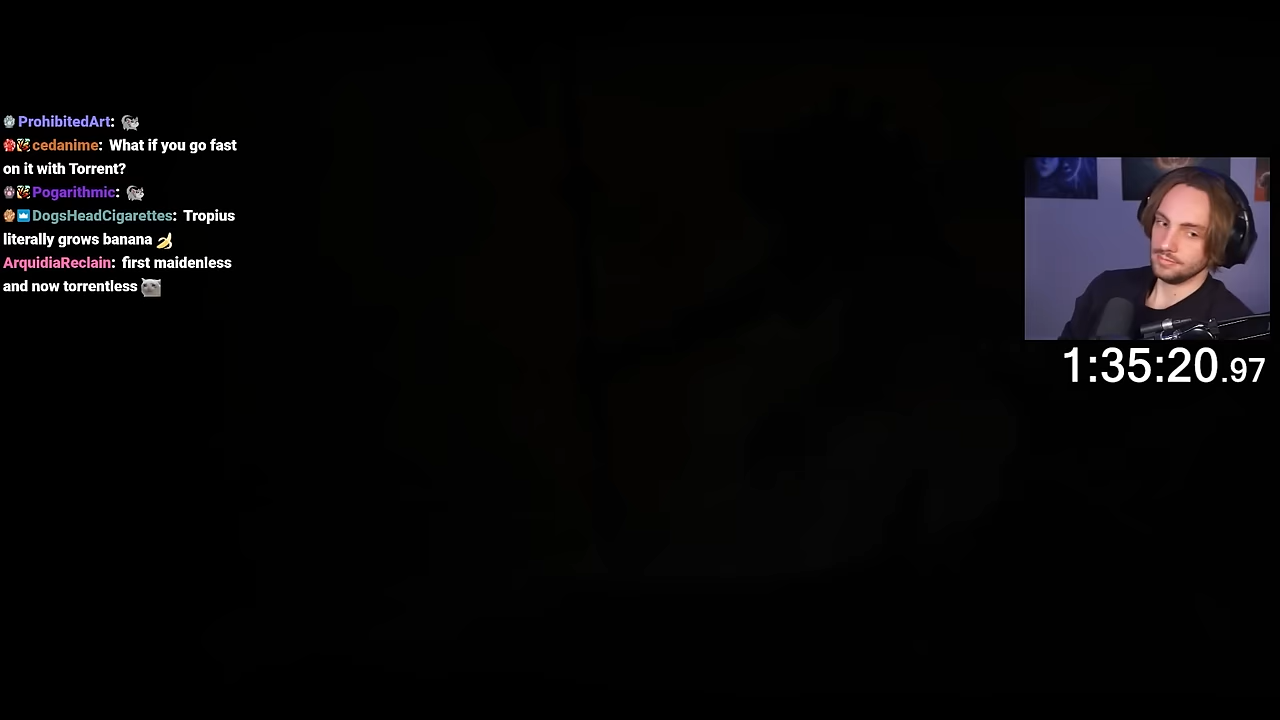 ProhibitedArt:
cedanime: What if you go fast
on it with Torrent?
Pogarithmic:
DogsHeadCigarettes: Tropius
literally grows banana
ArquidiaReclain: first maidenless
and now torrentless
1:35:20.97